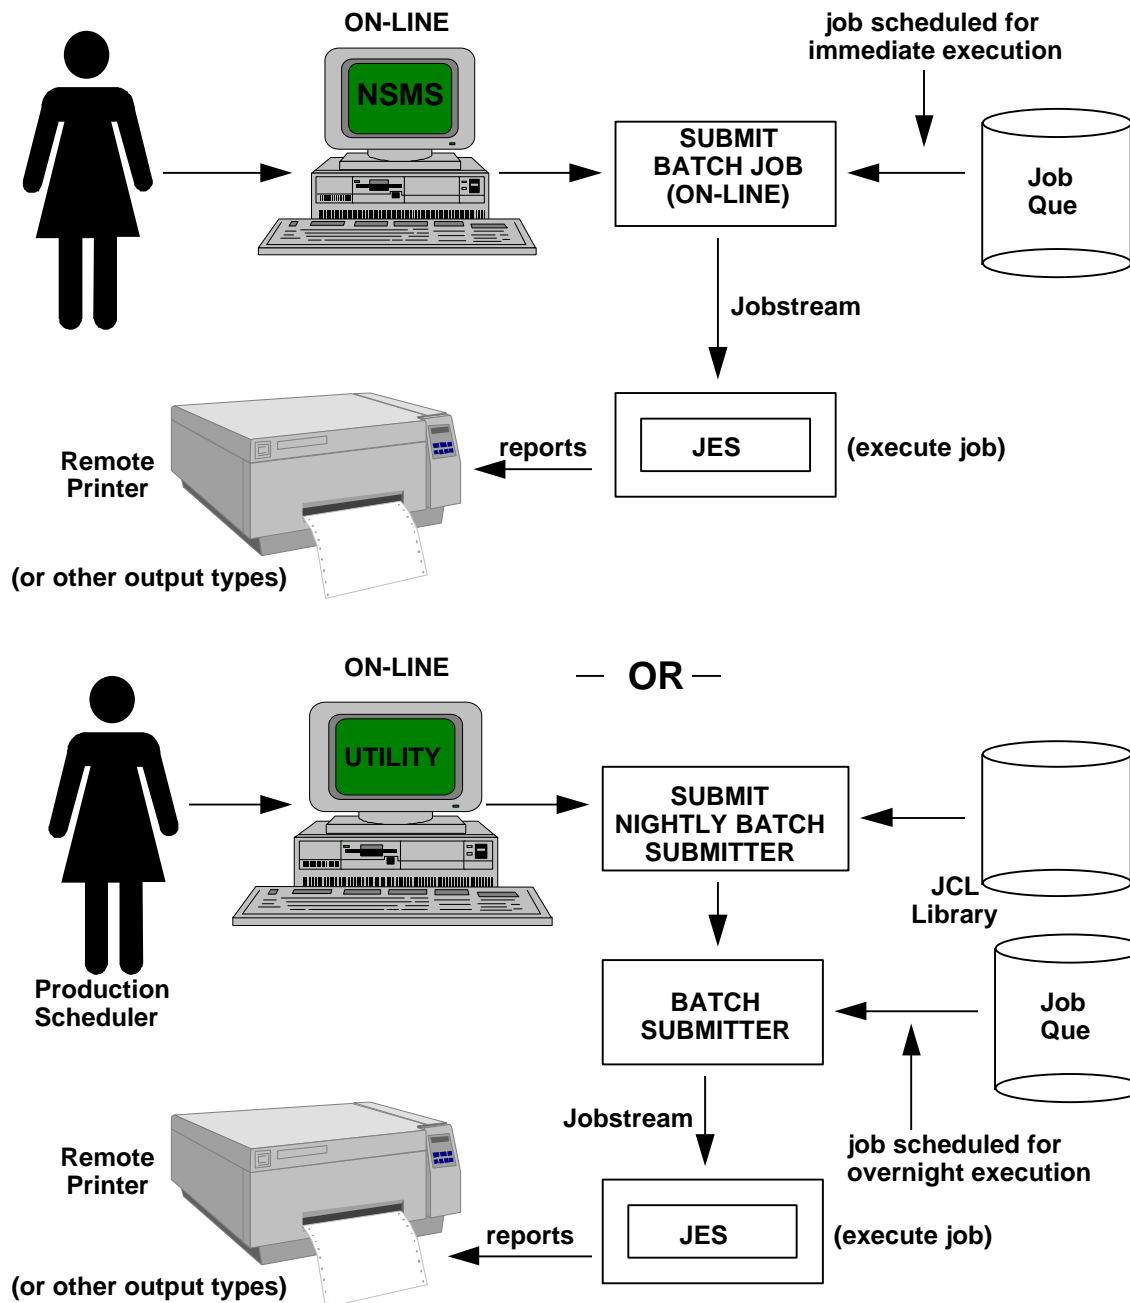 ON-LINE
job scheduled for
immediate execution
NSMS
SUBMIT
BATCH JOB
(ON-LINE)
Job
Que
Jobstream
Remote
Printer
reports
JES
(execute job)
(or other output types)
ON-LINE
— OR —
UTILITY
SUBMIT
NIGHTLY BATCH
SUBMITTER
JCL
Library
Production
Scheduler
BATCH
SUBMITTER
Job
Que
Jobstream
job scheduled for
overnight execution
Remote
Printer
reports
JES
(execute job)
(or other output types)